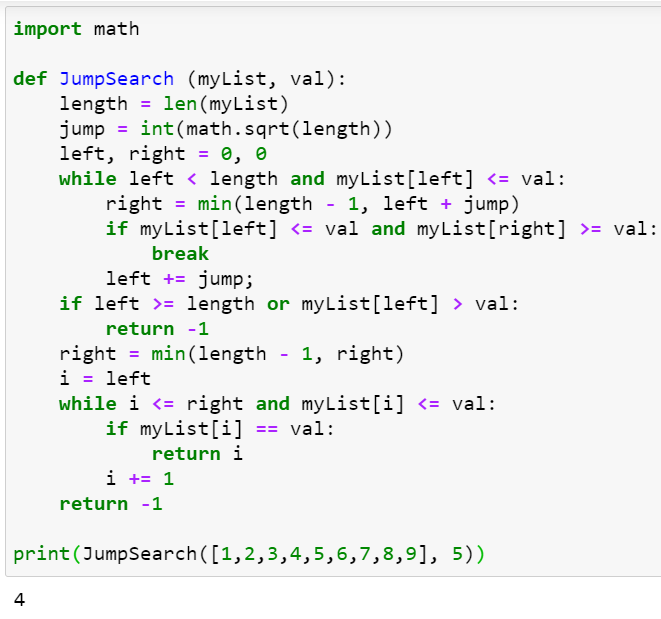 import math

def JumpSearch (myList, val):
    length = len(myList)
    jump = int(math.sqrt(length))
    left, right = 0, 0
    while left < length and myList[left] <= val:
        right = min(length - 1, left + jump)
        if myList[left] <= val and myList[right] >= val:
            break
        left += jump;
    if left >= length or myList[left] > val:
        return -1
    right = min(length - 1, right)
    i = left
    while i <= right and myList[i] <= val:
        if myList[i] == val:
            return i
        i += 1
    return -1

print(JumpSearch([1,2,3,4,5,6,7,8,9], 5))
4